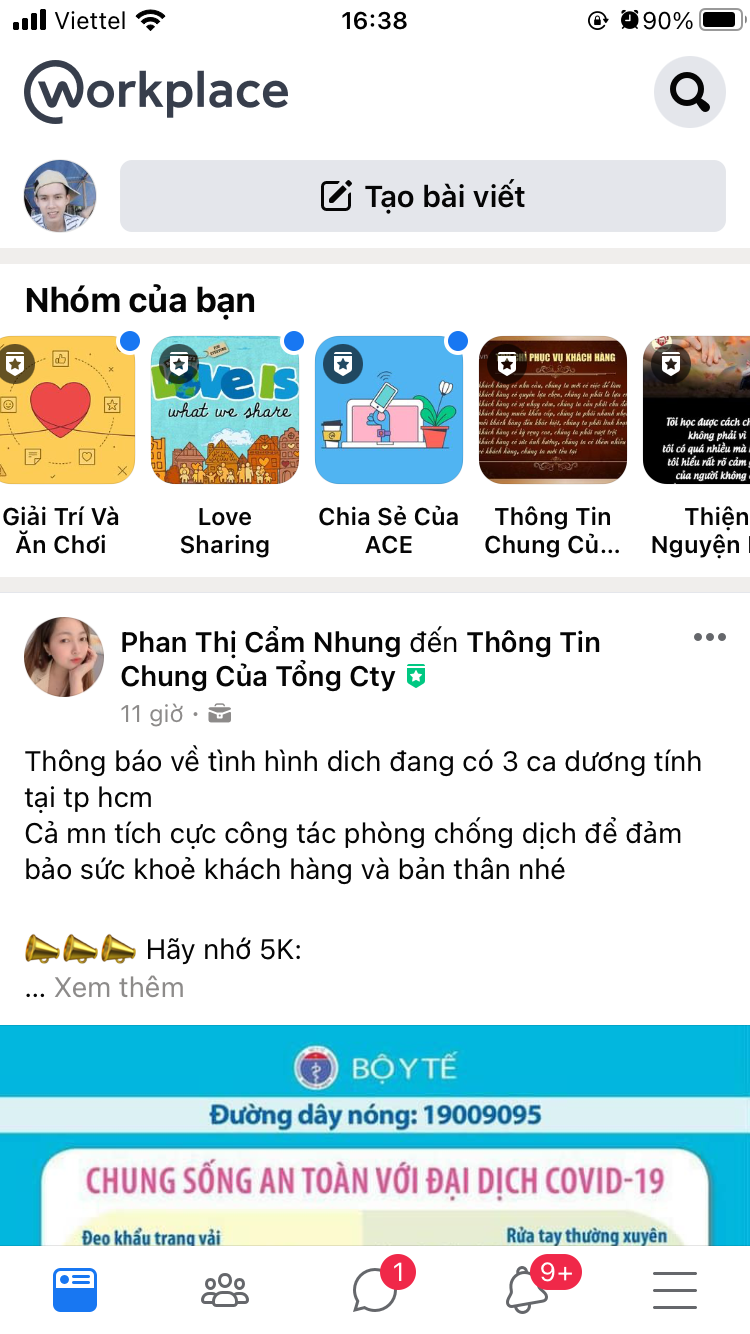 Viettel 16:38 90%
Workplace
Tạo bài viết
Nhóm của bạn
Love Is
what we share
CHÍ PHỤC VỤ KHÁCH HÀNG
Tôi học được cách ch
không phải vì
tôi có quá nhiều mà
tôi hiểu rất rõ cảm
của người không
Giải Trí Và
Ăn Chơi
Love
Sharing
Chia Sẻ Của
ACE
Thông Tin
Chung Củ...
Thiện
Nguyện
Phan Thị Cẩm Nhung đến Thông Tin
Chung Của Tổng Cty
11 giờ ·
Thông báo về tình hình dich đang có 3 ca dương tính
tại tp hcm
Cả mn tích cực công tác phòng chống dịch để đảm
bảo sức khoẻ khách hàng và bản thân nhé
Hãy nhớ 5K:
... Xem thêm
BỘ Y TẾ
Đường dây nóng: 19009095
CHUNG SỐNG AN TOÀN VỚI ĐẠI DỊCH COVID-19
Đeo khẩu trang vải
Rửa tay thường xuyên
1
9+